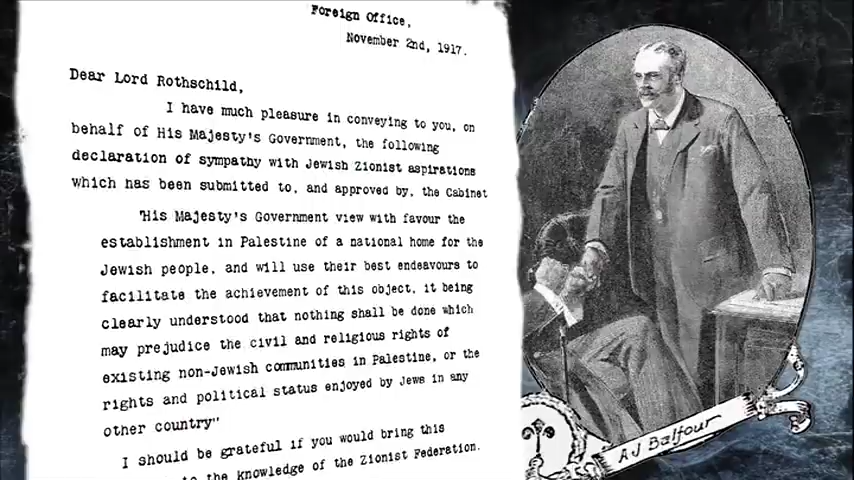 Foreign Office,
November 2nd, 1917.
Dear Lord Rothschild,
I have much pleasure in conveying to you, on
behalf of His Majesty's Government, the following
declaration of sympathy with Jewish Zionist aspirations
which has been submitted to, and approved by, the Cabinet
"His Majesty's Government view with favour the
establishment in Palestine of a national home for the
Jewish people, and will use their best endeavours to
facilitate the achievement of this object, it being
clearly understood that nothing shall be done which
may prejudice the civil and religious rights of
existing non-Jewish communities in Palestine, or the
rights and political status enjoyed by Jews in any
other country"
I should be grateful if you would bring this
to the knowledge of the Zionist Federation.
AJ Balfour